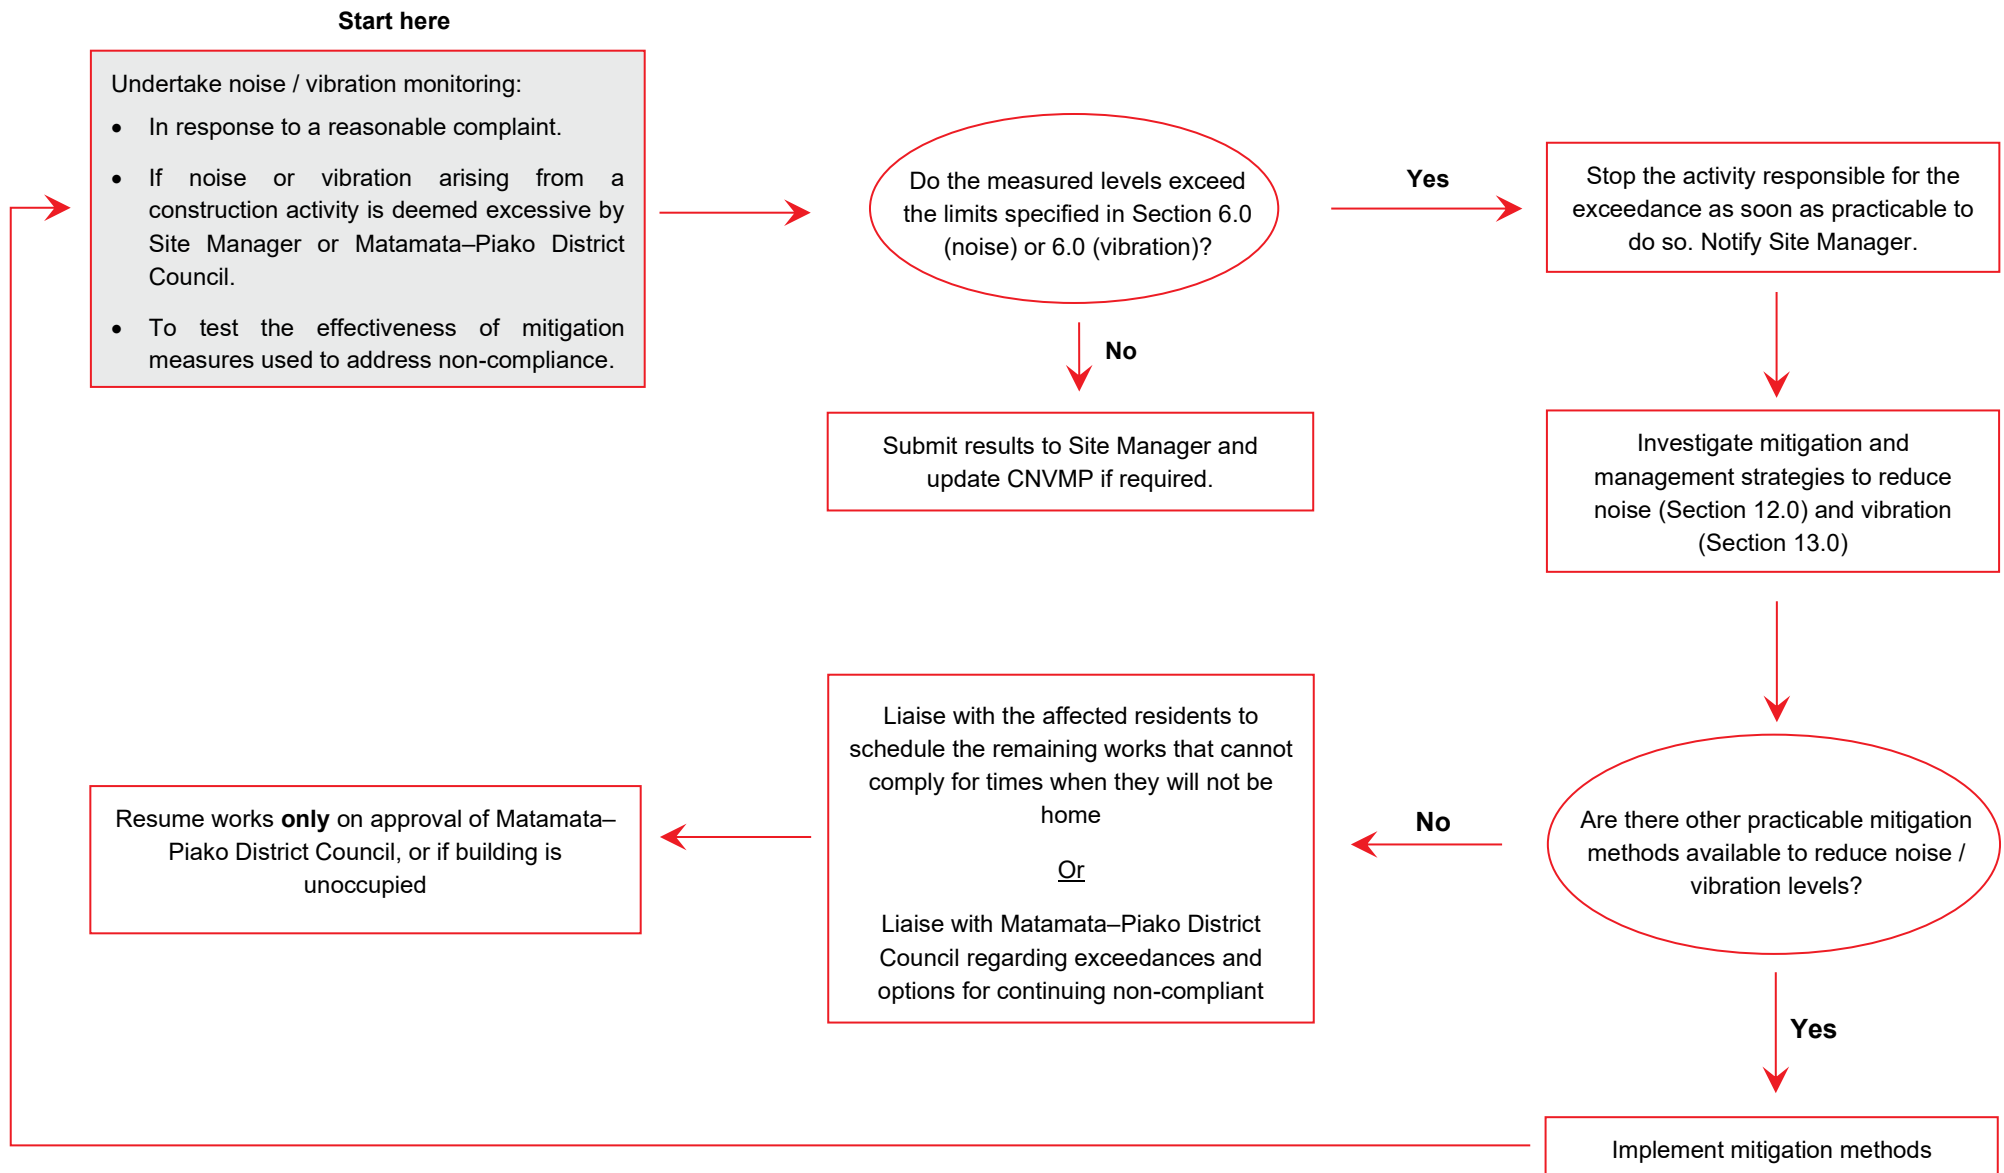 Start here
Undertake noise / vibration monitoring:
• In response to a reasonable complaint.
• If noise or vibration arising from a
construction activity is deemed excessive by
Site Manager or Matamata–Piako District
Council.
• To test the effectiveness of mitigation
measures used to address non-compliance.
Do the measured levels exceed
the limits specified in Section 6.0
(noise) or 6.0 (vibration)?
Yes
Stop the activity responsible for the
exceedance as soon as practicable to
do so. Notify Site Manager.
No
Submit results to Site Manager and
update CNVMP if required.
Investigate mitigation and
management strategies to reduce
noise (Section 12.0) and vibration
(Section 13.0)
Are there other practicable mitigation
methods available to reduce noise /
vibration levels?
No
Liaise with the affected residents to
schedule the remaining works that cannot
comply for times when they will not be
home
Or
Liaise with Matamata–Piako District
Council regarding exceedances and
options for continuing non-compliant
Resume works only on approval of Matamata–
Piako District Council, or if building is
unoccupied
Yes
Implement mitigation methods